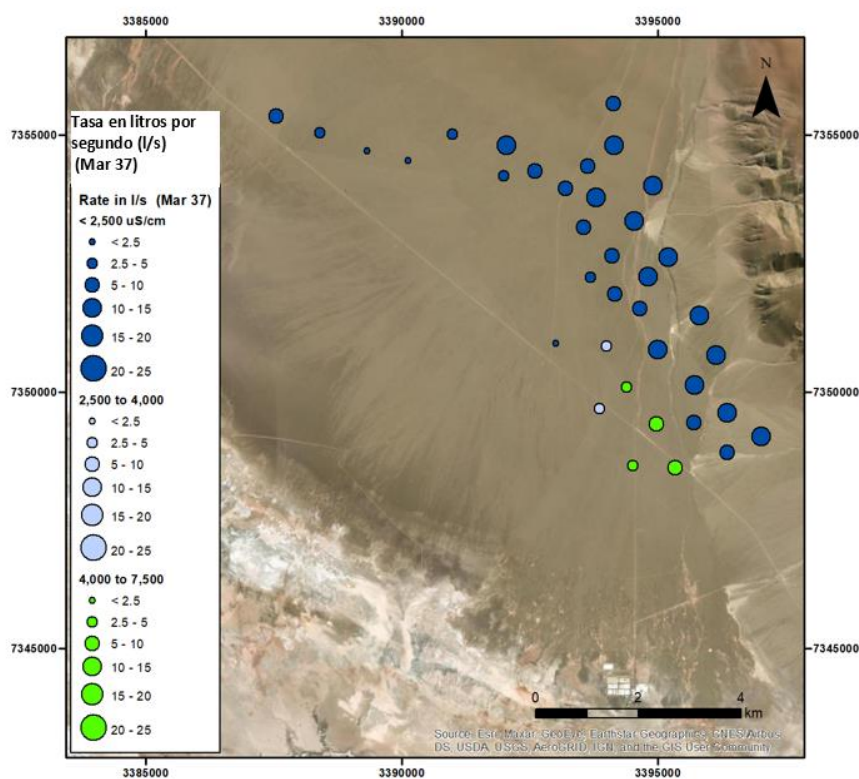 3385000 3390000 3395000
N
7355000 7355000
Tasa en litros por
segundo (l/s)
(Mar 37)
Rate in l/s (Mar 37)
< 2,500 uS/cm
< 2.5
2.5 - 5
5 - 10
10 - 15
15 - 20
20 - 25
7350000 7350000
2,500 to 4,000
< 2.5
2.5 - 5
5 - 10
10 - 15
15 - 20
20 - 25
4,000 to 7,500
< 2.5
2.5 - 5
5 - 10
10 - 15
15 - 20
20 - 25
7345000 7345000
0 2 4
km
Source: Esri, Maxar, GeoEye, Earthstar Geographics, CNES/Airbus
DS, USDA, USGS, AeroGRID, IGN, and the GIS User Community
3385000 3390000 3395000